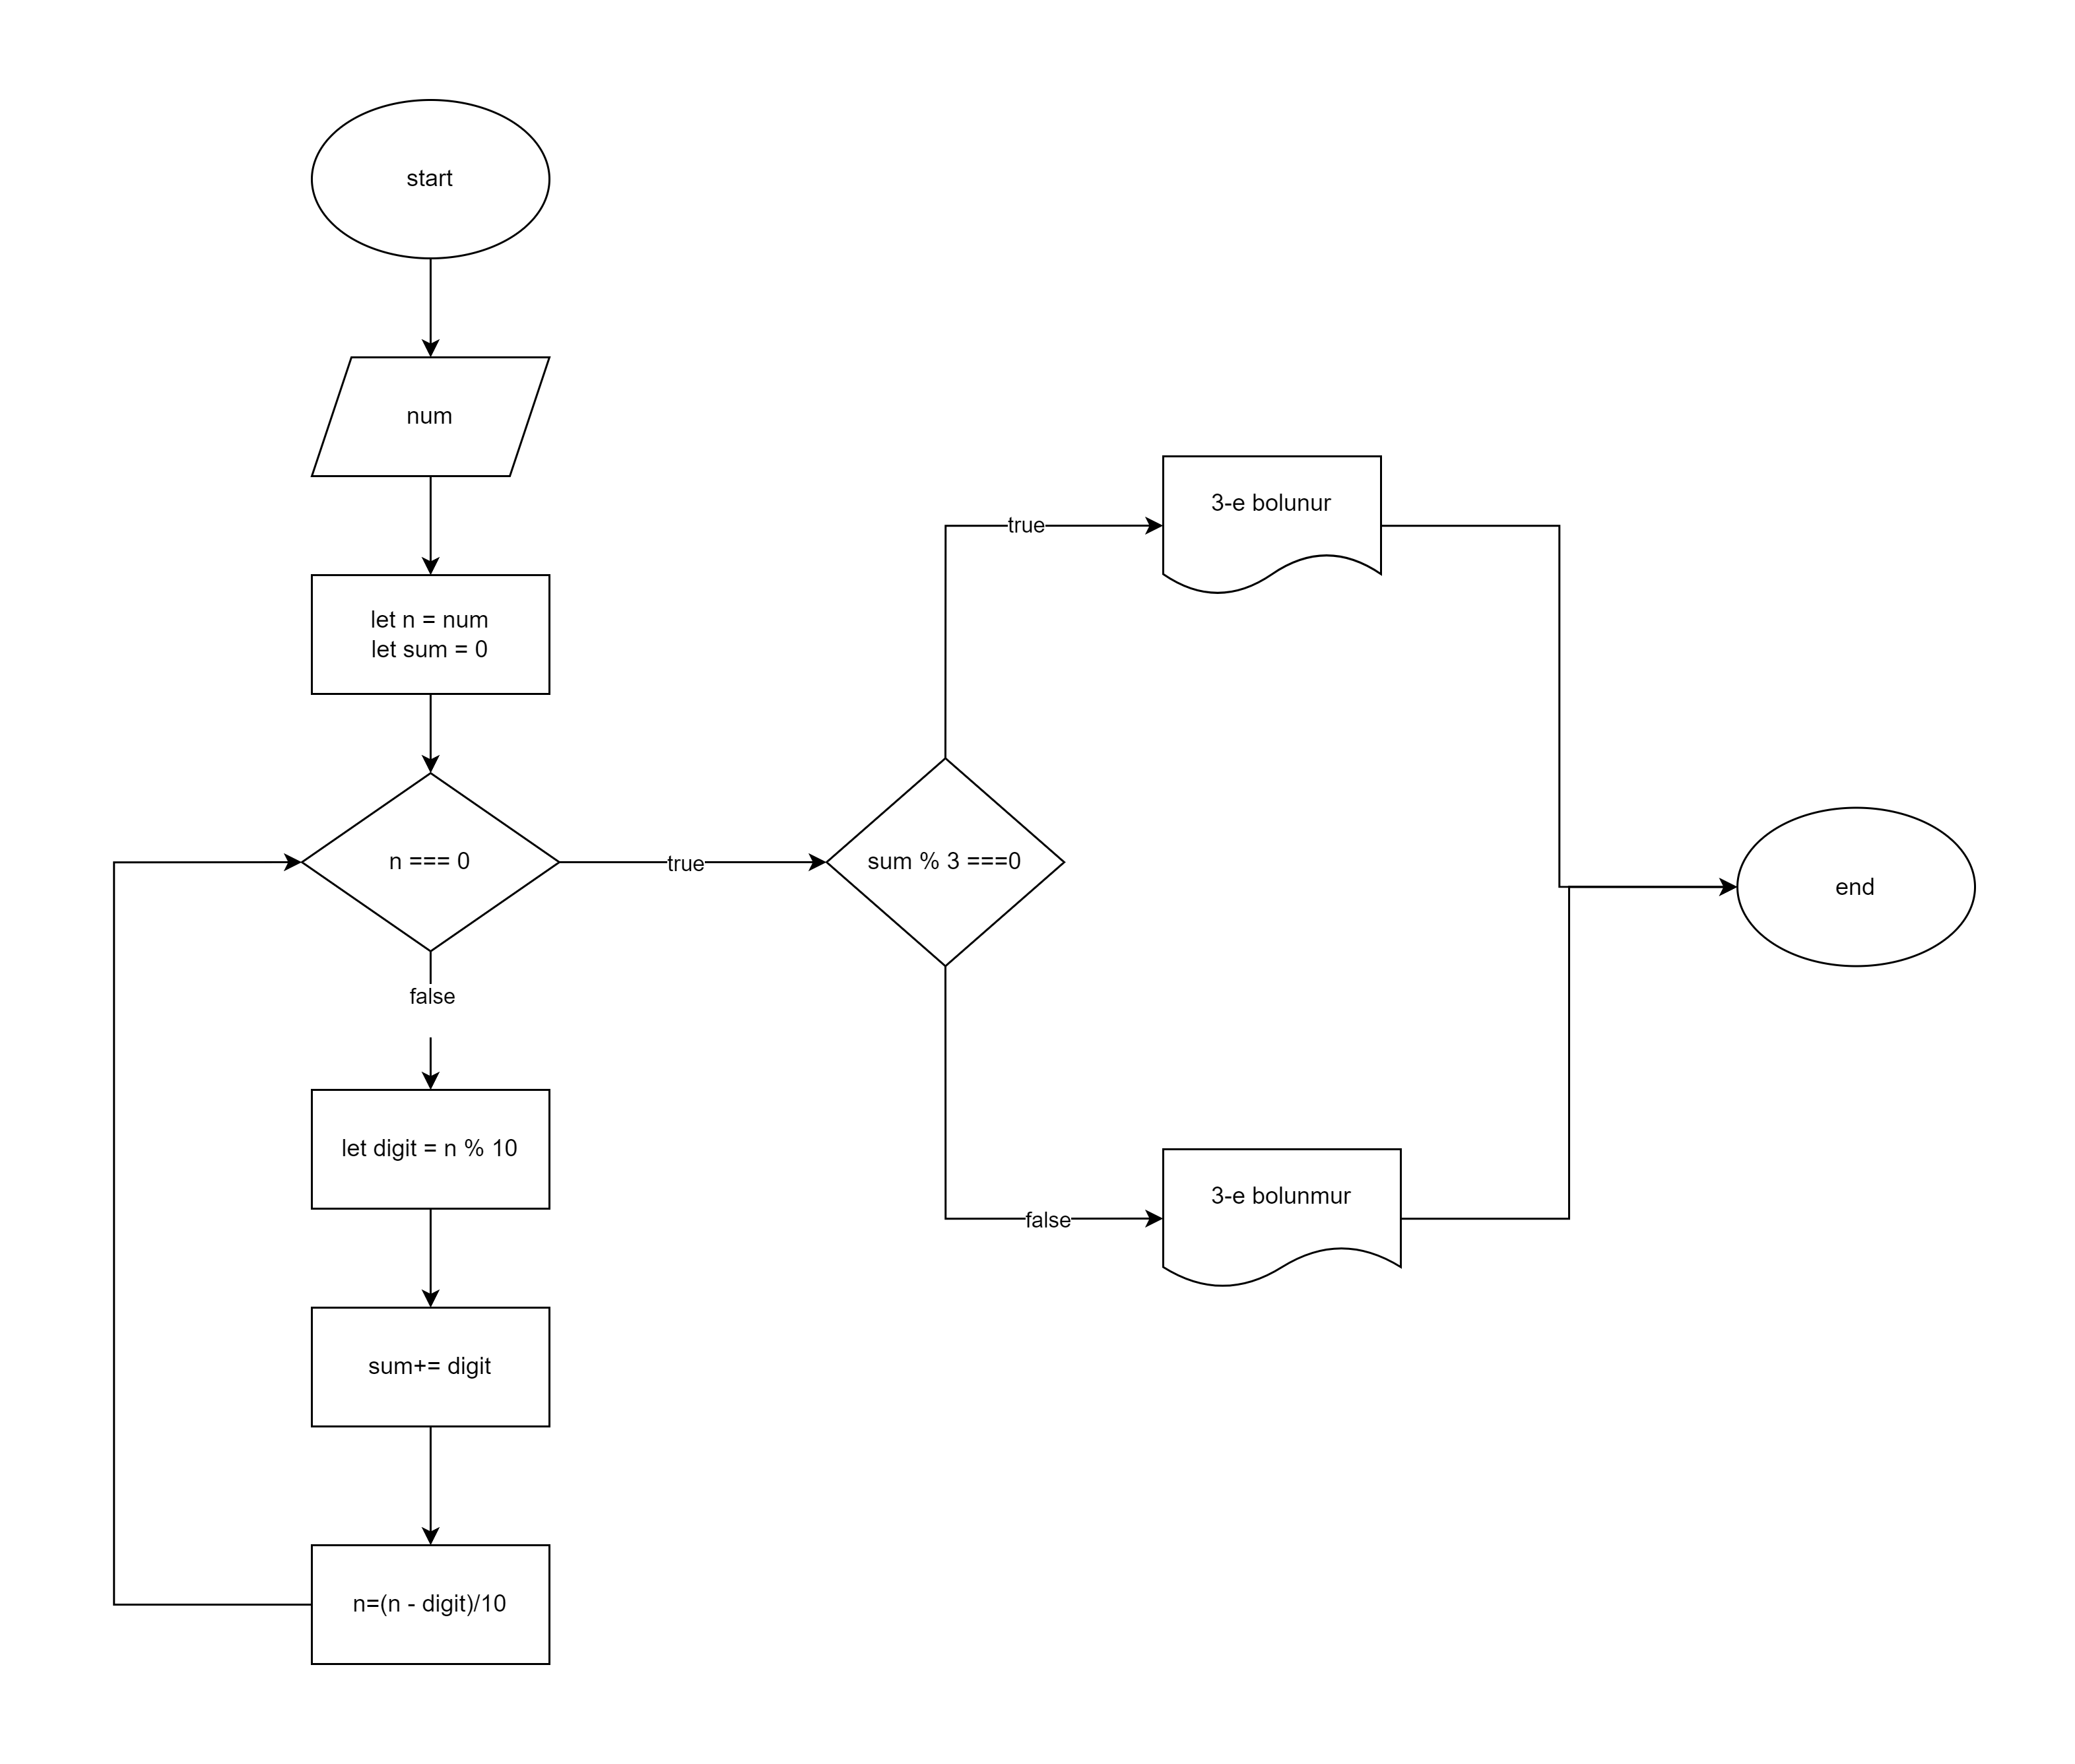 start
num
let n = num
let sum = 0
n === 0
true
false
let digit = n % 10
sum+= digit
n=(n - digit)/10
sum % 3 ===0
true
3-e bolunur
false
3-e bolunmur
end